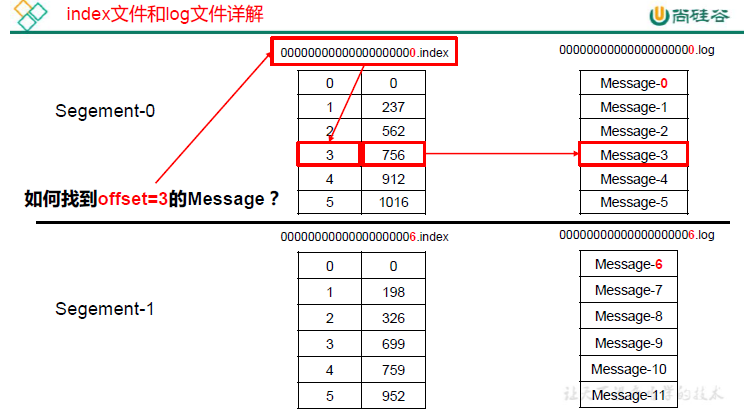 index文件和log文件详解
尚硅谷
00000000000000000000.index
00000000000000000000.log
Segement-0
0 0
1 237
2 562
3 756
4 912
5 1016
Message-0
Message-1
Message-2
Message-3
Message-4
Message-5
如何找到offset=3的Message？
00000000000000000006.index
00000000000000000006.log
Segement-1
0 0
1 198
2 326
3 699
4 759
5 952
Message-6
Message-7
Message-8
Message-9
Message-10
Message-11